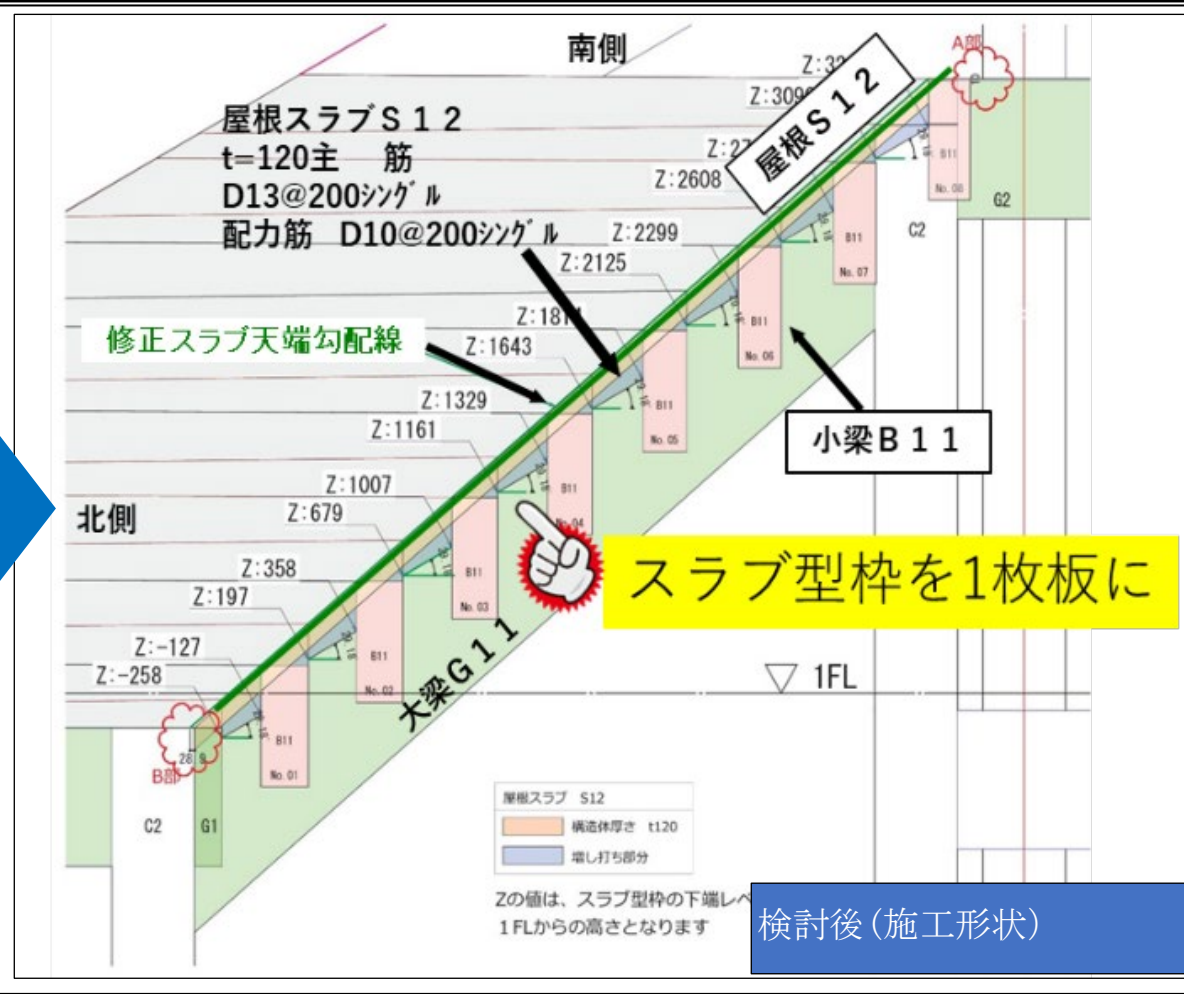 南側
A部
屋根スラブS12
t=120主 筋
D13@200シングル
配力筋 D10@200シングル
屋根S12
Z:3096
Z:2608
Z:2299
Z:2125
Z:1643
Z:1329
Z:1161
Z:1007
Z:679
Z:358
Z:197
Z:-127
Z:-258
修正スラブ天端勾配線
北側
小梁B11
スラブ型枠を1枚板に
大梁G11
▽ 1FL
B部
C2
G1
C2
G2
B11
No. 01
B11
No. 02
B11
No. 03
B11
No. 04
B11
No. 05
B11
No. 06
B11
No. 07
B11
No. 08
屋根スラブ S12
構造体厚さ t120
増し打ち部分
Zの値は、スラブ型枠の下端レベ
1FLからの高さとなります
検討後(施工形状)